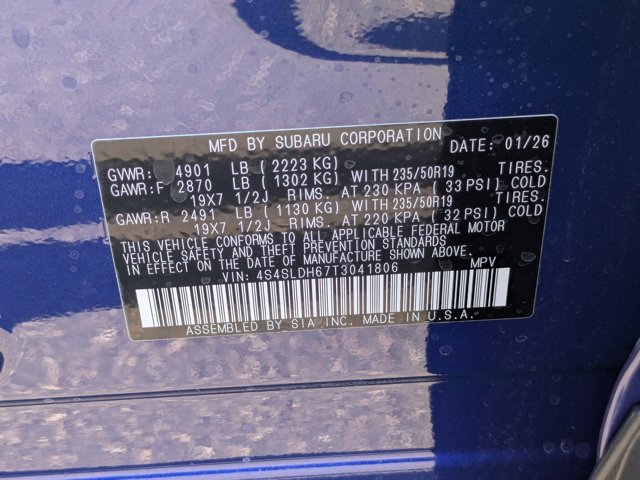 MFD BY SUBARU CORPORATION DATE: 01/26
GVWR: 4901 LB (2223 KG)
GAWR:F 2870 LB (1302 KG) WITH 235/50R19 TIRES.
19X7 1/2J RIMS. AT 230 KPA (33 PSI) COLD
GAWR:R 2491 LB (1130 KG) WITH 235/50R19 TIRES.
19X7 1/2J RIMS. AT 220 KPA (32 PSI) COLD
THIS VEHICLE CONFORMS TO ALL APPLICABLE FEDERAL MOTOR
VEHICLE SAFETY AND THEFT PREVENTION STANDARDS
IN EFFECT ON THE DATE OF MANUFACTURE SHOWN ABOVE.
VIN: 4S4SLDH67T3041806 MPV
ASSEMBLED BY SIA INC. MADE IN U.S.A.